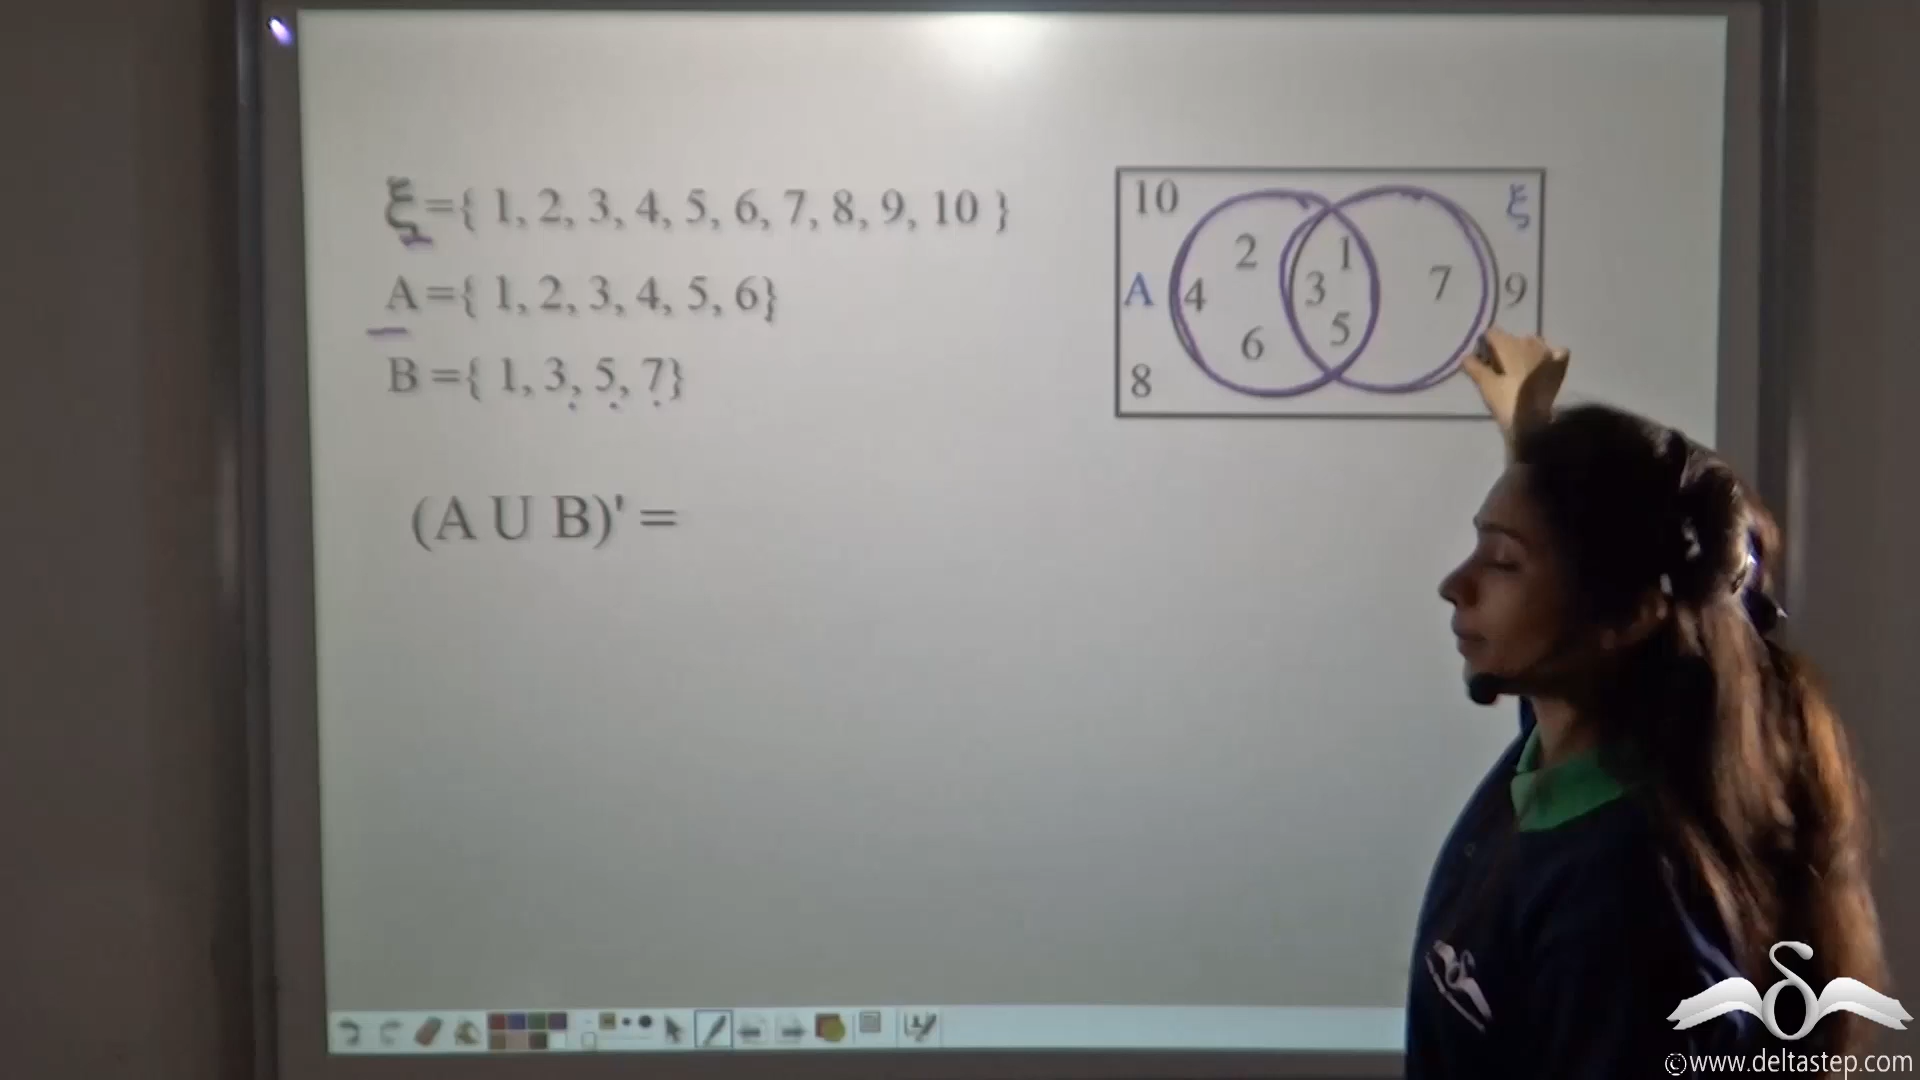 ξ={ 1, 2, 3, 4, 5, 6, 7, 8, 9, 10 }
A={ 1, 2, 3, 4, 5, 6}
B ={ 1, 3, 5, 7}
(A U B)' =
10 ξ
2 1
A 4 3 7 9
6 5
8
©www.deltastep.com